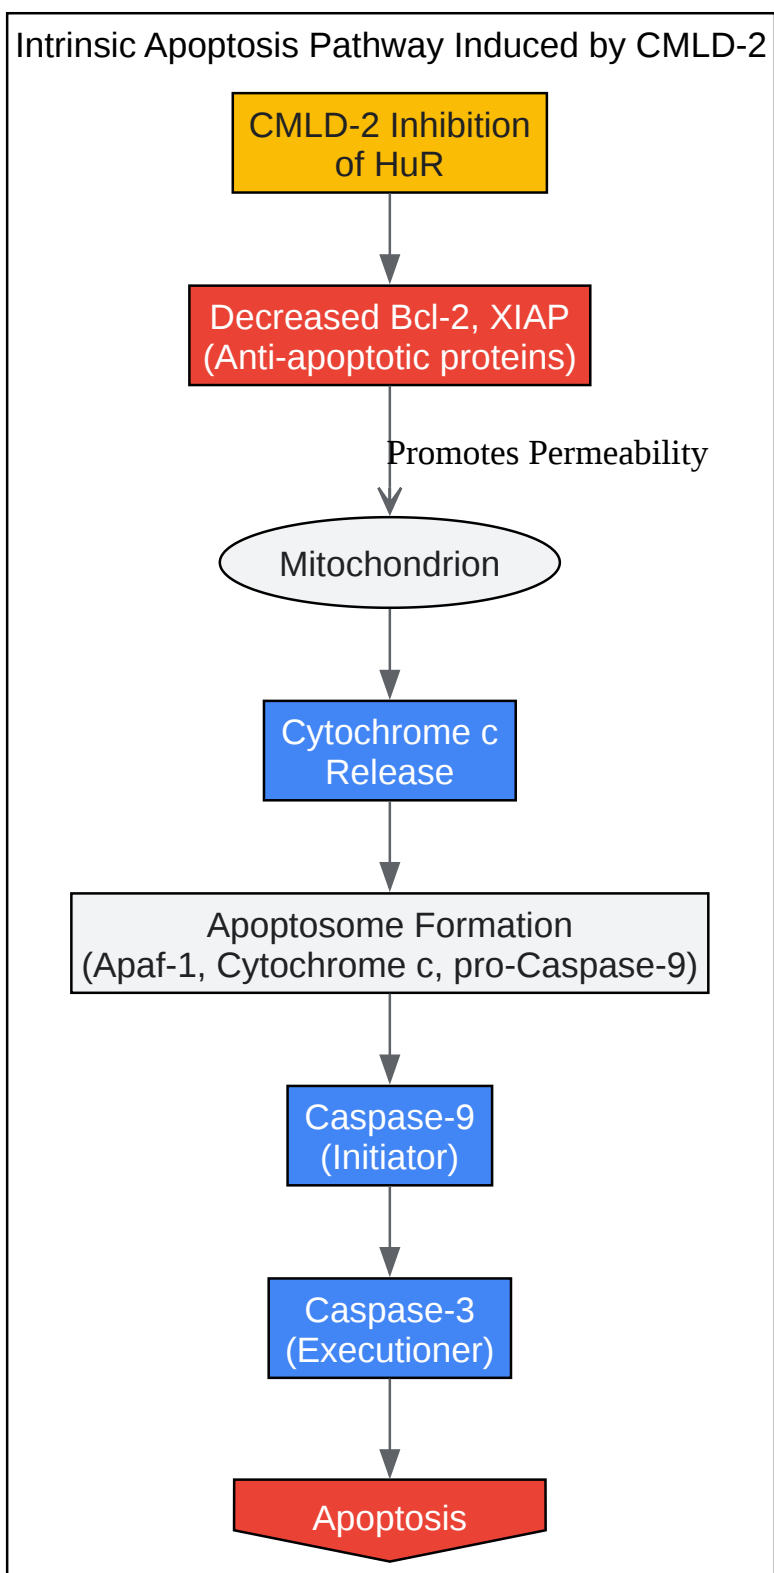 Intrinsic Apoptosis Pathway Induced by CMLD-2
CMLD-2 Inhibition
of HuR
Decreased Bcl-2, XIAP
(Anti-apoptotic proteins)
Promotes Permeability
Mitochondrion
Cytochrome c
Release
Apoptosome Formation
(Apaf-1, Cytochrome c, pro-Caspase-9)
Caspase-9
(Initiator)
Caspase-3
(Executioner)
Apoptosis